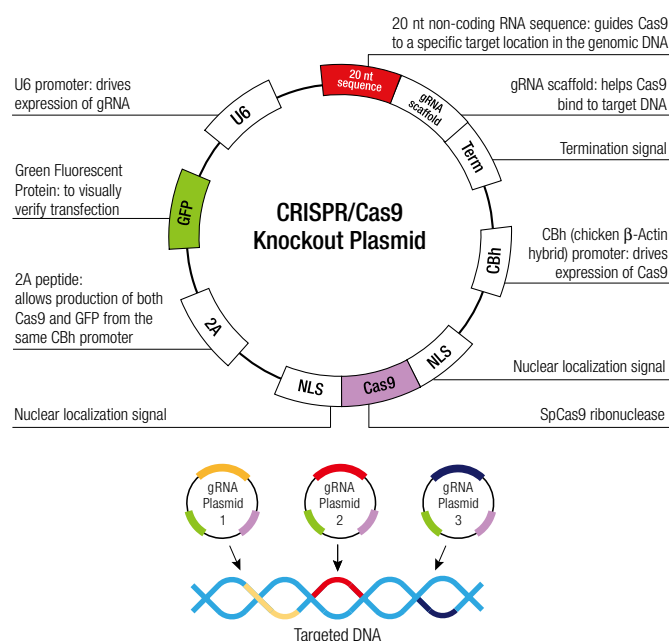 20 nt non-coding RNA sequence: guides Cas9
to a specific target location in the genomic DNA
U6 promoter: drives
expression of gRNA
20 nt
sequence
gRNA
scaffold
gRNA scaffold: helps Cas9
bind to target DNA
U6
Term
Termination signal
Green Fluorescent
Protein: to visually
verify transfection
GFP
CRISPR/Cas9
Knockout Plasmid
CBh
CBh (chicken β-Actin
hybrid) promoter: drives
expression of Cas9
2A peptide:
allows production of both
Cas9 and GFP from the
same CBh promoter
2A
NLS
Cas9
NLS
Nuclear localization signal
Nuclear localization signal
SpCas9 ribonuclease
gRNA
Plasmid
1
gRNA
Plasmid
2
gRNA
Plasmid
3
Targeted DNA